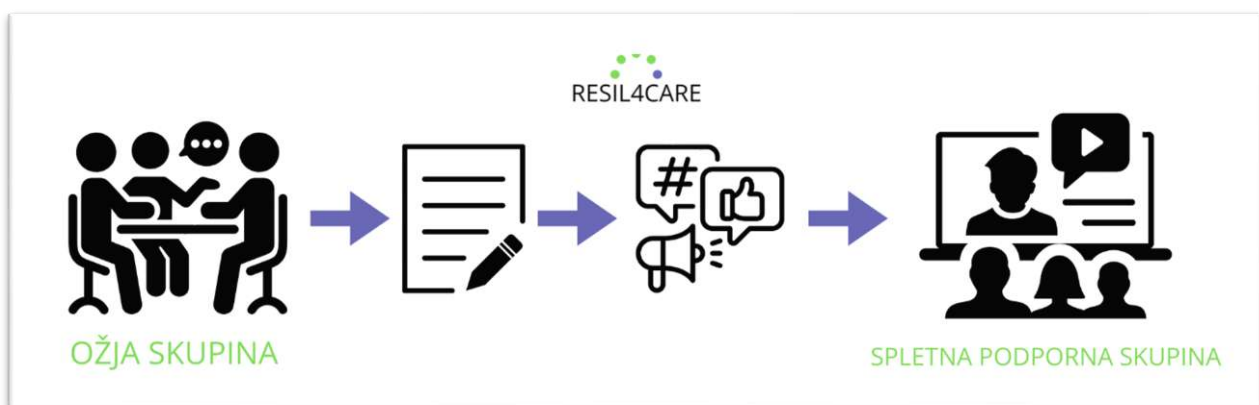 RESIL4CARE
#
OŽJA SKUPINA
SPLETNA PODPORNA SKUPINA